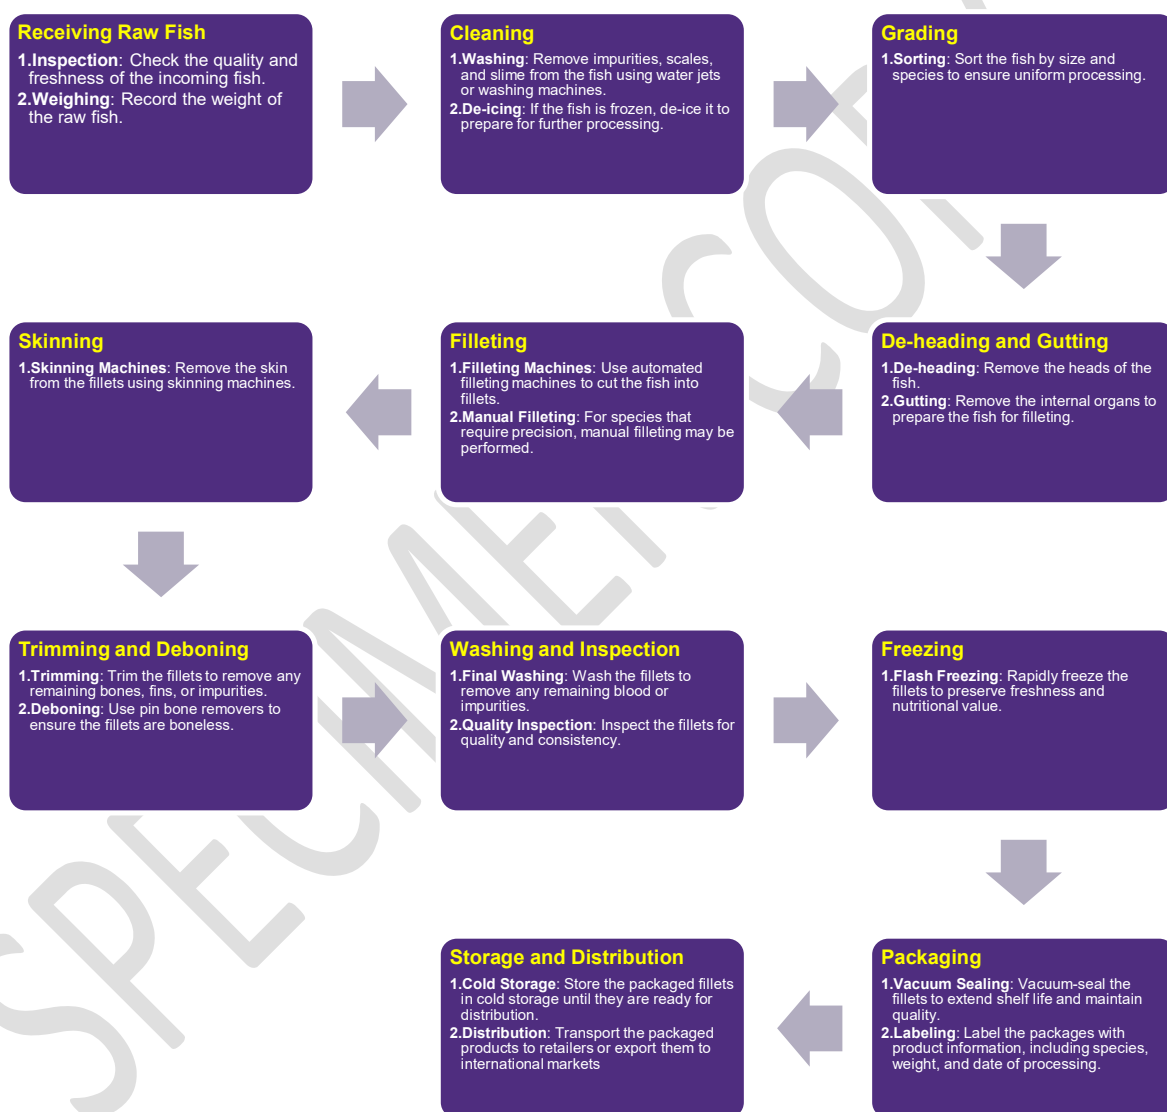 Receiving Raw Fish
1.Inspection: Check the quality and
freshness of the incoming fish.
2.Weighing: Record the weight of
the raw fish.
Cleaning
1.Washing: Remove impurities, scales,
and slime from the fish using water jets
or washing machines.
2.De-icing: If the fish is frozen, de-ice it to
prepare for further processing.
Grading
1.Sorting: Sort the fish by size and
species to ensure uniform processing.
De-heading and Gutting
1.De-heading: Remove the heads of the
fish.
2.Gutting: Remove the internal organs to
prepare the fish for filleting.
Filleting
1.Filleting Machines: Use automated
filleting machines to cut the fish into
fillets.
2.Manual Filleting: For species that
require precision, manual filleting may be
performed.
Skinning
1.Skinning Machines: Remove the skin
from the fillets using skinning machines.
Trimming and Deboning
1.Trimming: Trim the fillets to remove any
remaining bones, fins, or impurities.
2.Deboning: Use pin bone removers to
ensure the fillets are boneless.
Washing and Inspection
1.Final Washing: Wash the fillets to
remove any remaining blood or
impurities.
2.Quality Inspection: Inspect the fillets for
quality and consistency.
Freezing
1.Flash Freezing: Rapidly freeze the
fillets to preserve freshness and
nutritional value.
Packaging
1.Vacuum Sealing: Vacuum-seal the
fillets to extend shelf life and maintain
quality.
2.Labeling: Label the packages with
product information, including species,
weight, and date of processing.
Storage and Distribution
1.Cold Storage: Store the packaged fillets
in cold storage until they are ready for
distribution.
2.Distribution: Transport the packaged
products to retailers or export them to
international markets